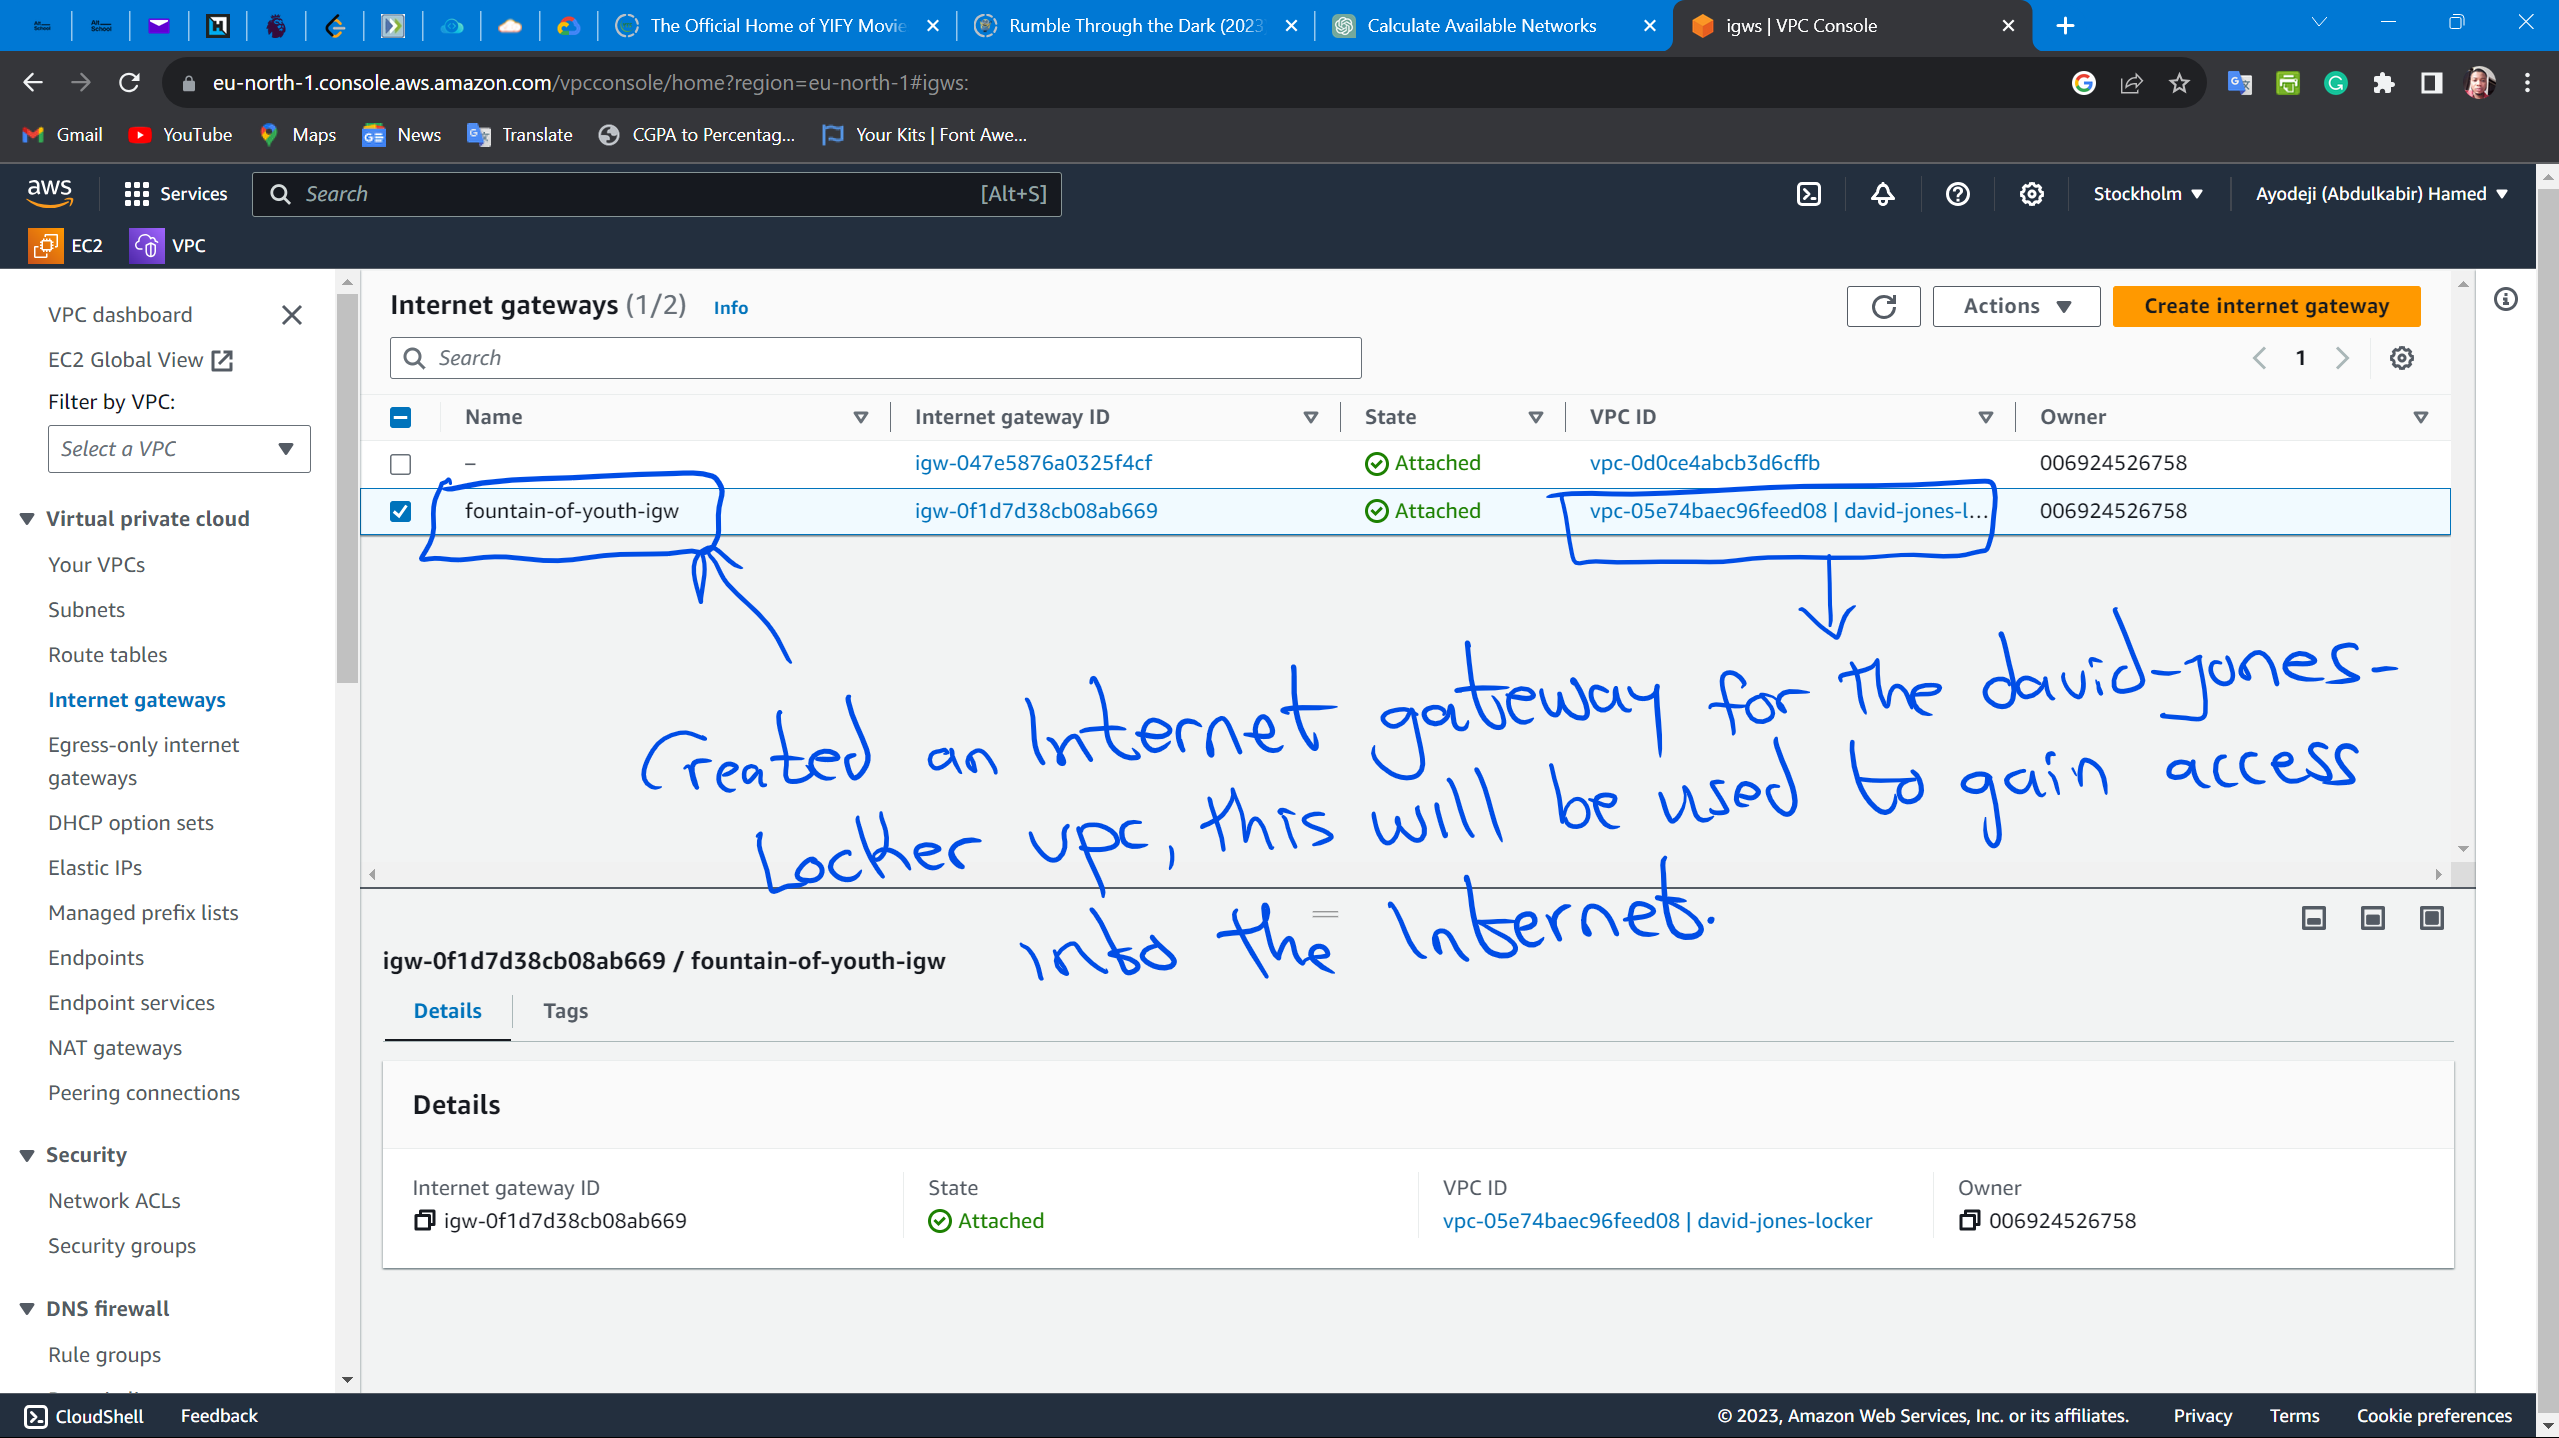 The Official Home of YIFY Movie
Rumble Through the Dark (2023
Calculate Available Networks
igws | VPC Console
eu-north-1.console.aws.amazon.com/vpcconsole/home?region=eu-north-1#igws:
Gmail YouTube Maps News Translate CGPA to Percentag... Your Kits | Font Awe...
aws Services Search [Alt+S] Stockholm Ayodeji (Abdulkabir) Hamed
EC2 VPC
VPC dashboard
EC2 Global View
Filter by VPC:
Select a VPC
Virtual private cloud
Your VPCs
Subnets
Route tables
Internet gateways
Egress-only internet
gateways
DHCP option sets
Elastic IPs
Managed prefix lists
Endpoints
Endpoint services
NAT gateways
Peering connections
Security
Network ACLs
Security groups
DNS firewall
Rule groups
Internet gateways (1/2) Info
Actions
Create internet gateway
Search
1
Name Internet gateway ID State VPC ID Owner
– igw-047e5876a0325f4cf Attached vpc-0d0ce4abcb3d6cffb 006924526758
fountain-of-youth-igw igw-0f1d7d38cb08ab669 Attached vpc-05e74baec96feed08 | david-jones-l... 006924526758
Created an Internet gateway for the david-jones-
Locker vpc, this will be used to gain access
into the Internet.
igw-0f1d7d38cb08ab669 / fountain-of-youth-igw
Details Tags
Details
Internet gateway ID State VPC ID Owner
igw-0f1d7d38cb08ab669 Attached vpc-05e74baec96feed08 | david-jones-locker 006924526758
CloudShell Feedback © 2023, Amazon Web Services, Inc. or its affiliates. Privacy Terms Cookie preferences